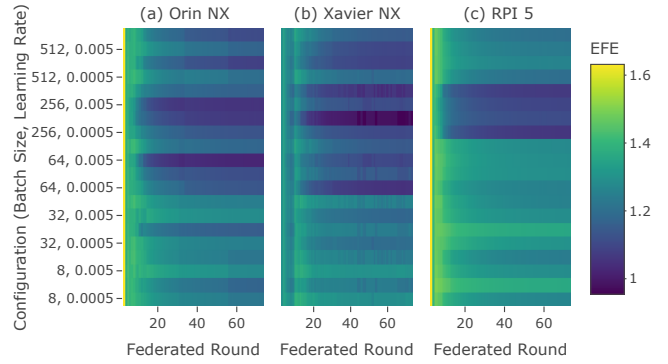 (a) Orin NX
(b) Xavier NX
(c) RPI 5
Configuration (Batch Size, Learning Rate)
512, 0.005
512, 0.0005
256, 0.005
256, 0.0005
64, 0.005
64, 0.0005
32, 0.005
32, 0.0005
8, 0.005
8, 0.0005
20 40 60
20 40 60
20 40 60
Federated Round
Federated Round
Federated Round
EFE
1.6
1.4
1.2
1